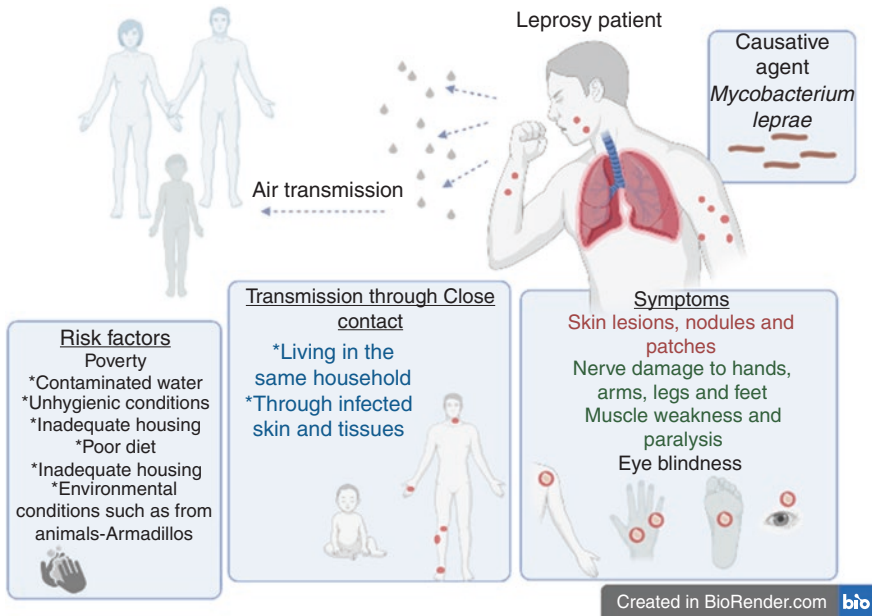 Leprosy patient
Causative
agent
Mycobacterium
leprae
Air transmission
Risk factors
Poverty
*Contaminated water
*Unhygienic conditions
*Inadequate housing
*Poor diet
*Inadequate housing
*Environmental
conditions such as from
animals-Armadillos
Transmission through Close
contact
*Living in the
same household
*Through infected
skin and tissues
Symptoms
Skin lesions, nodules and
patches
Nerve damage to hands,
arms, legs and feet
Muscle weakness and
paralysis
Eye blindness
Created in BioRender.com bio